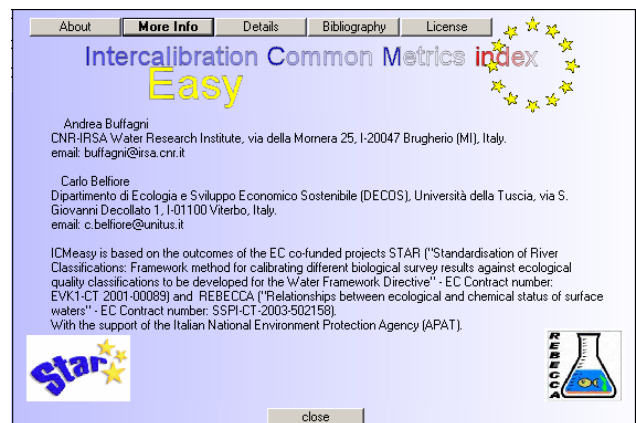 About More Info Details Bibliography License
Intercalibration Common Metrics index
Easy
Andrea Buffagni
CNR-IRSA Water Research Institute, via della Mornera 25, I-20047 Brugherio (MI), Italy.
email: buffagni@irsa.cnr.it
Carlo Belfiore
Dipartimento di Ecologia e Sviluppo Economico Sostenibile (DECOS), Università della Tuscia, via S.
Giovanni Decollato 1, I-01100 Viterbo, Italy.
email: c.belfiore@unitus.it
ICMeasy is based on the outcomes of the EC co-funded projects STAR ("Standardisation of River
Classifications: Framework method for calibrating different biological survey results against ecological
quality classifications to be developed for the Water Framework Directive" - EC Contract number:
EVK1-CT 2001-00089) and REBECCA ("Relationships between ecological and chemical status of surface
waters" - EC Contract number: SSPI-CT-2003-502158).
With the support of the Italian National Environment Protection Agency (APAT).
Star
REBECCA
close